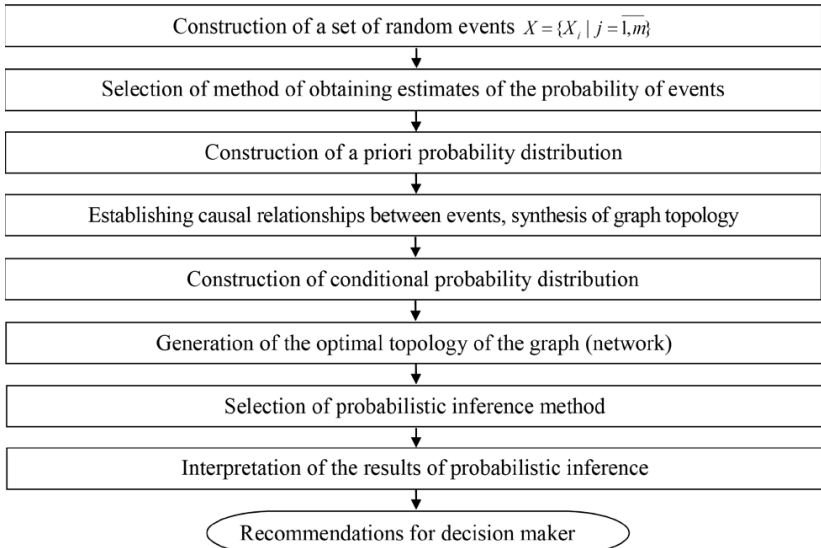 Construction of a set of random events X = {X_i | j = \overline{1,m}}
Selection of method of obtaining estimates of the probability of events
Construction of a priori probability distribution
Establishing causal relationships between events, synthesis of graph topology
Construction of conditional probability distribution
Generation of the optimal topology of the graph (network)
Selection of probabilistic inference method
Interpretation of the results of probabilistic inference
Recommendations for decision maker